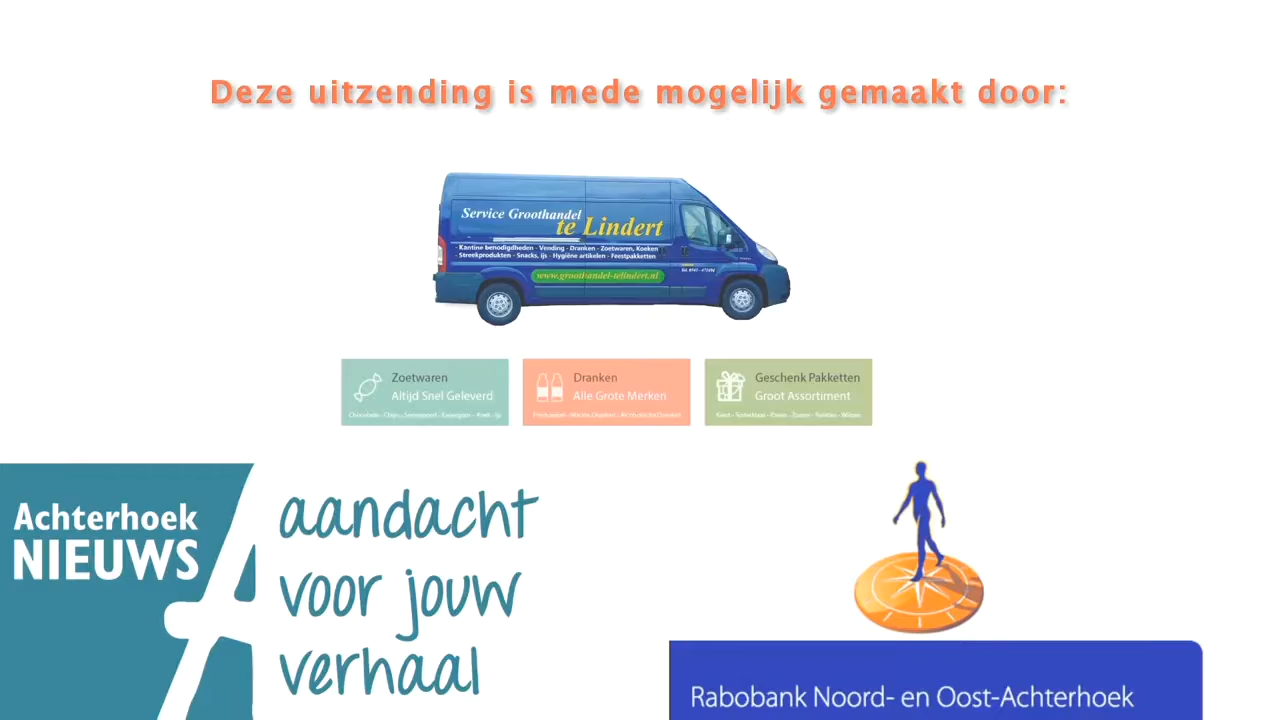 Deze uitzending is mede mogelijk gemaakt door:
Service Groothandel
te Lindert
- Kantine benodigdheden - Vending - Dranken - Zoetwaren, Koeken
- Streekprodukten - Snacks, ijs - Hygiëne artikelen - Feestpakketten
www.groothandel-telindert.nl
Zoetwaren
Altijd Snel Geleverd
Dranken
Alle Grote Merken
Geschenk Pakketten
Groot Assortiment
Achterhoek
NIEUWS
aandacht
voor jouw
verhaal
Rabobank Noord- en Oost-Achterhoek